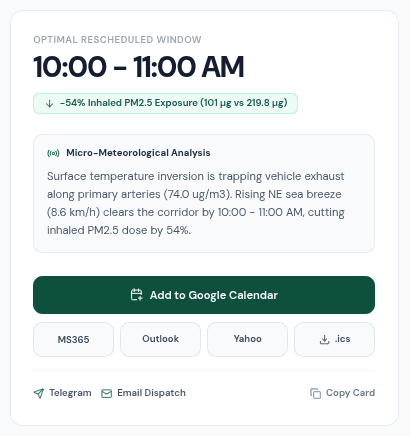 OPTIMAL RESCHEDULED WINDOW
10:00 – 11:00 AM
↓ -54% Inhaled PM2.5 Exposure (101 µg vs 219.8 µg)
Micro-Meteorological Analysis
Surface temperature inversion is trapping vehicle exhaust
along primary arteries (74.0 ug/m3). Rising NE sea breeze
(8.6 km/h) clears the corridor by 10:00 - 11:00 AM, cutting
inhaled PM2.5 dose by 54%.
Add to Google Calendar
MS365 Outlook Yahoo .ics
Telegram Email Dispatch Copy Card